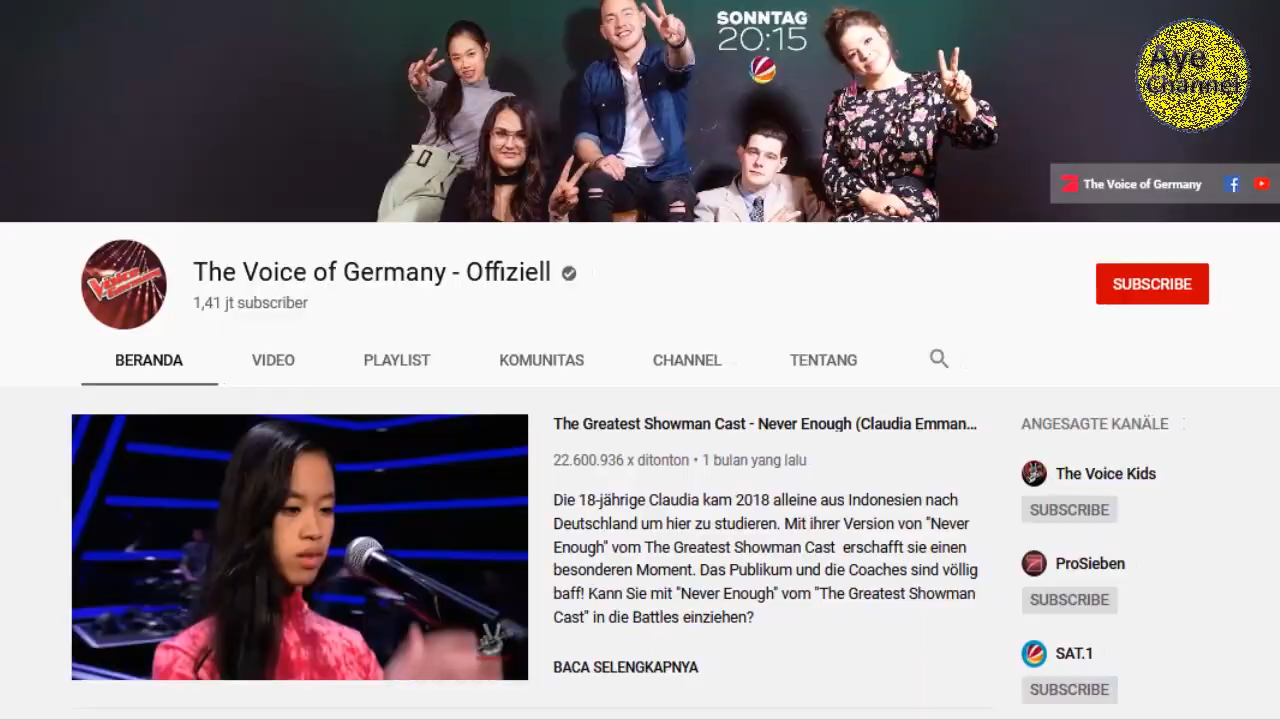 SONNTAG
20:15
Aye
Channel
The Voice of Germany
The Voice of Germany - Offiziell
1,41 jt subscriber
SUBSCRIBE
BERANDA VIDEO PLAYLIST KOMUNITAS CHANNEL TENTANG
The Greatest Showman Cast - Never Enough (Claudia Emman...
22.600.936 x ditonton • 1 bulan yang lalu
Die 18-jährige Claudia kam 2018 alleine aus Indonesien nach
Deutschland um hier zu studieren. Mit ihrer Version von "Never
Enough" vom The Greatest Showman Cast erschafft sie einen
besonderen Moment. Das Publikum und die Coaches sind völlig
baff! Kann Sie mit "Never Enough" vom "The Greatest Showman
Cast" in die Battles einziehen?
BACA SELENGKAPNYA
ANGESAGTE KANÄLE
The Voice Kids
SUBSCRIBE
ProSieben
SUBSCRIBE
SAT.1
SUBSCRIBE